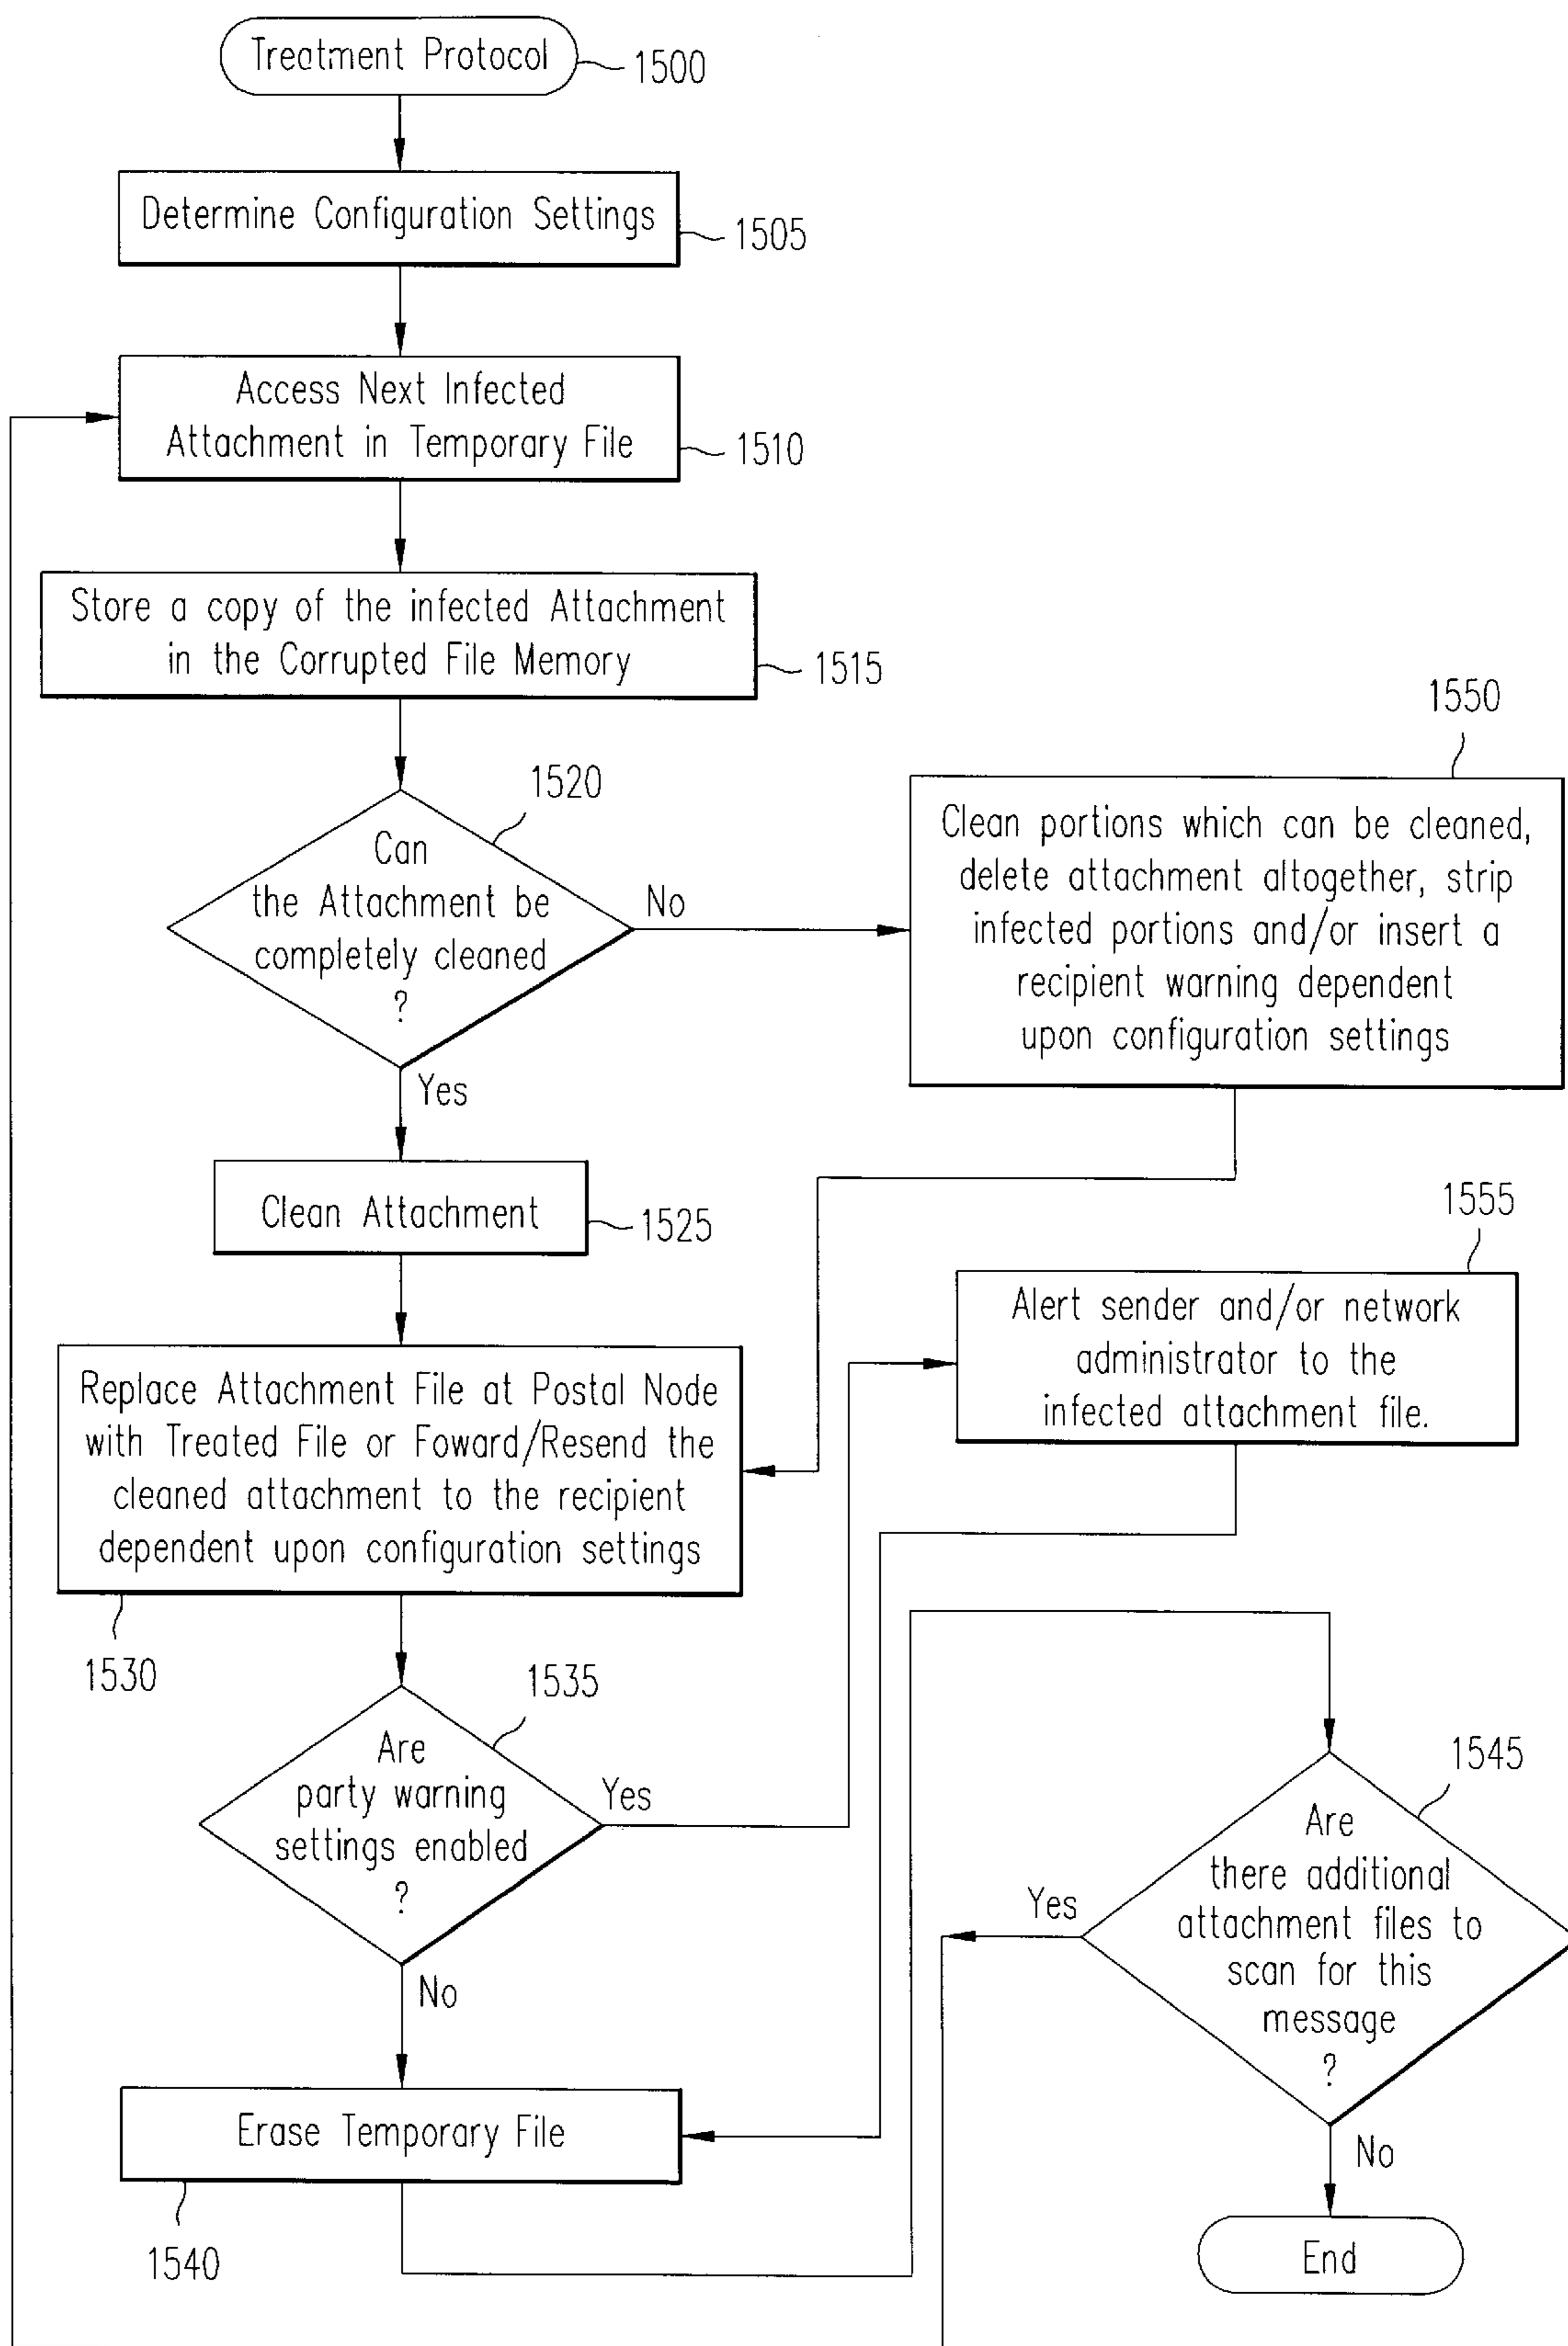 Treatment Protocol
1500
Determine Configuration Settings
1505
Access Next Infected
Attachment in Temporary File
1510
Store a copy of the infected Attachment
in the Corrupted File Memory
1515
1520
Can
the Attachment be
completely cleaned
?
No
Yes
1550
Clean portions which can be cleaned,
delete attachment altogether, strip
infected portions and/or insert a
recipient warning dependent
upon configuration settings
Clean Attachment
1525
1555
Alert sender and/or network
administrator to the
infected attachment file.
Replace Attachment File at Postal Node
with Treated File or Foward/Resend the
cleaned attachment to the recipient
dependent upon configuration settings
1530
1535
Are
party warning
settings enabled
?
Yes
No
1545
Are
there additional
attachment files to
scan for this
message
?
Yes
No
Erase Temporary File
1540
End